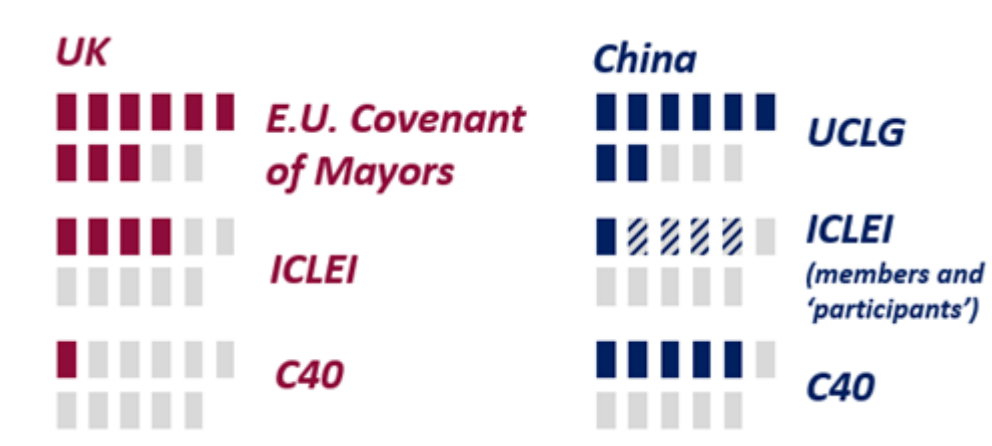 UK
E.U. Covenant
of Mayors
ICLEI
C40
China
UCLG
ICLEI
(members and
‘participants’)
C40